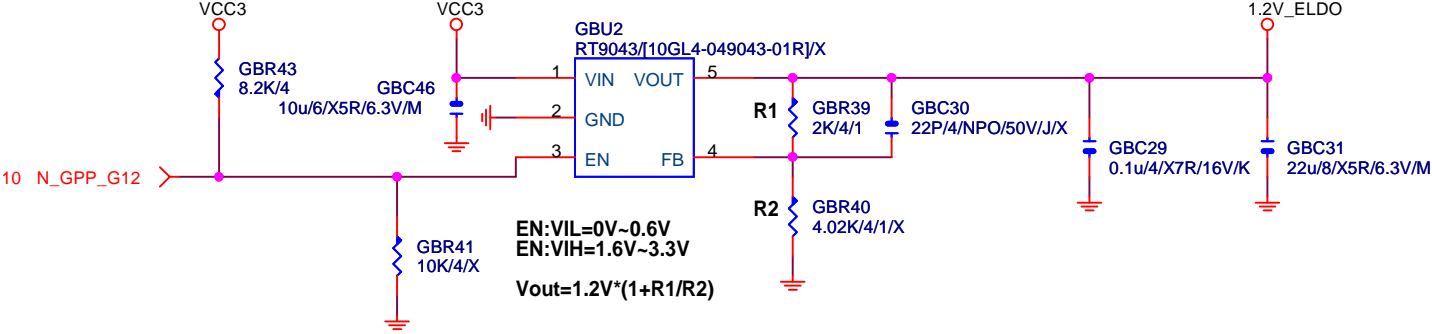 VCC3
VCC3
1.2V_ELDO
GBU2
RT9043/[10GL4-049043-01R]/X
GBR43
8.2K/4
GBC46
10u/6/X5R/6.3V/M
1
VIN
VOUT
5
2
GND
3
EN
FB
4
R1
GBR39
2K/4/1
GBC30
22P/4/NPO/50V/J/X
GBC29
0.1u/4/X7R/16V/K
GBC31
22u/8/X5R/6.3V/M
10 N_GPP_G12
R2
GBR40
4.02K/4/1/X
GBR41
10K/4/X
EN:VIL=0V~0.6V
EN:VIH=1.6V~3.3V
Vout=1.2V*(1+R1/R2)